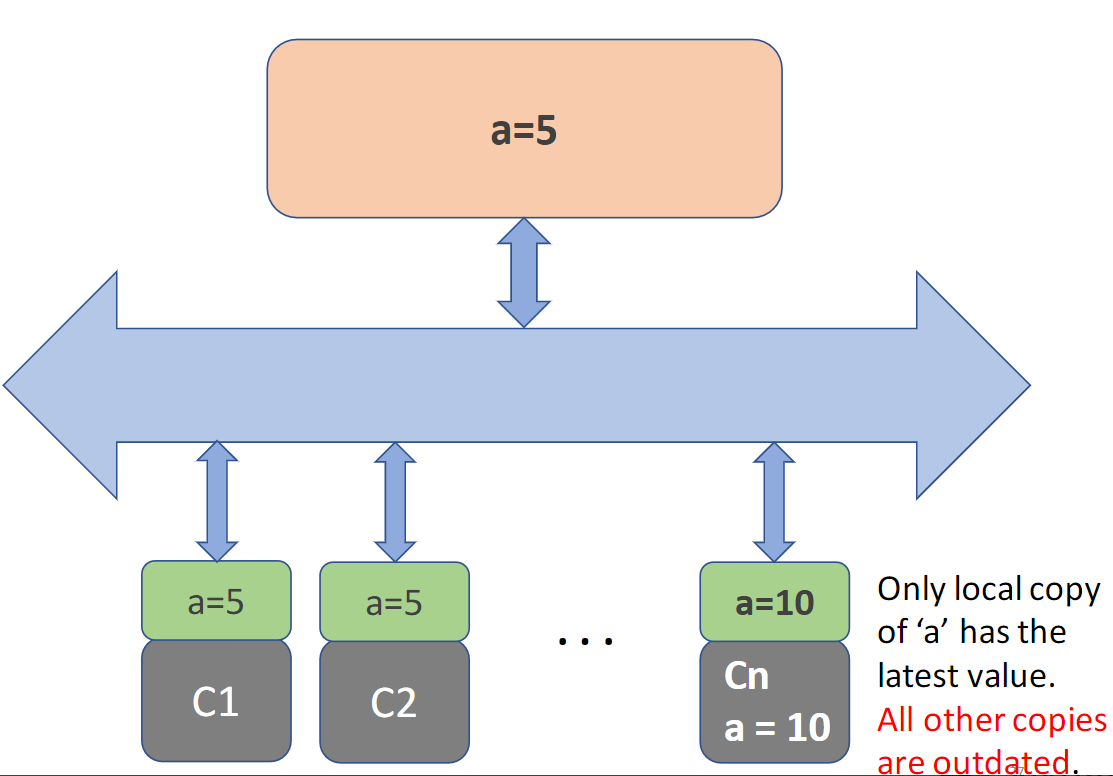 a=5
a=5
a=5
. . .
a=10
C1
C2
Cn
a = 10
Only local copy
of ‘a’ has the
latest value.
All other copies
are outdated.